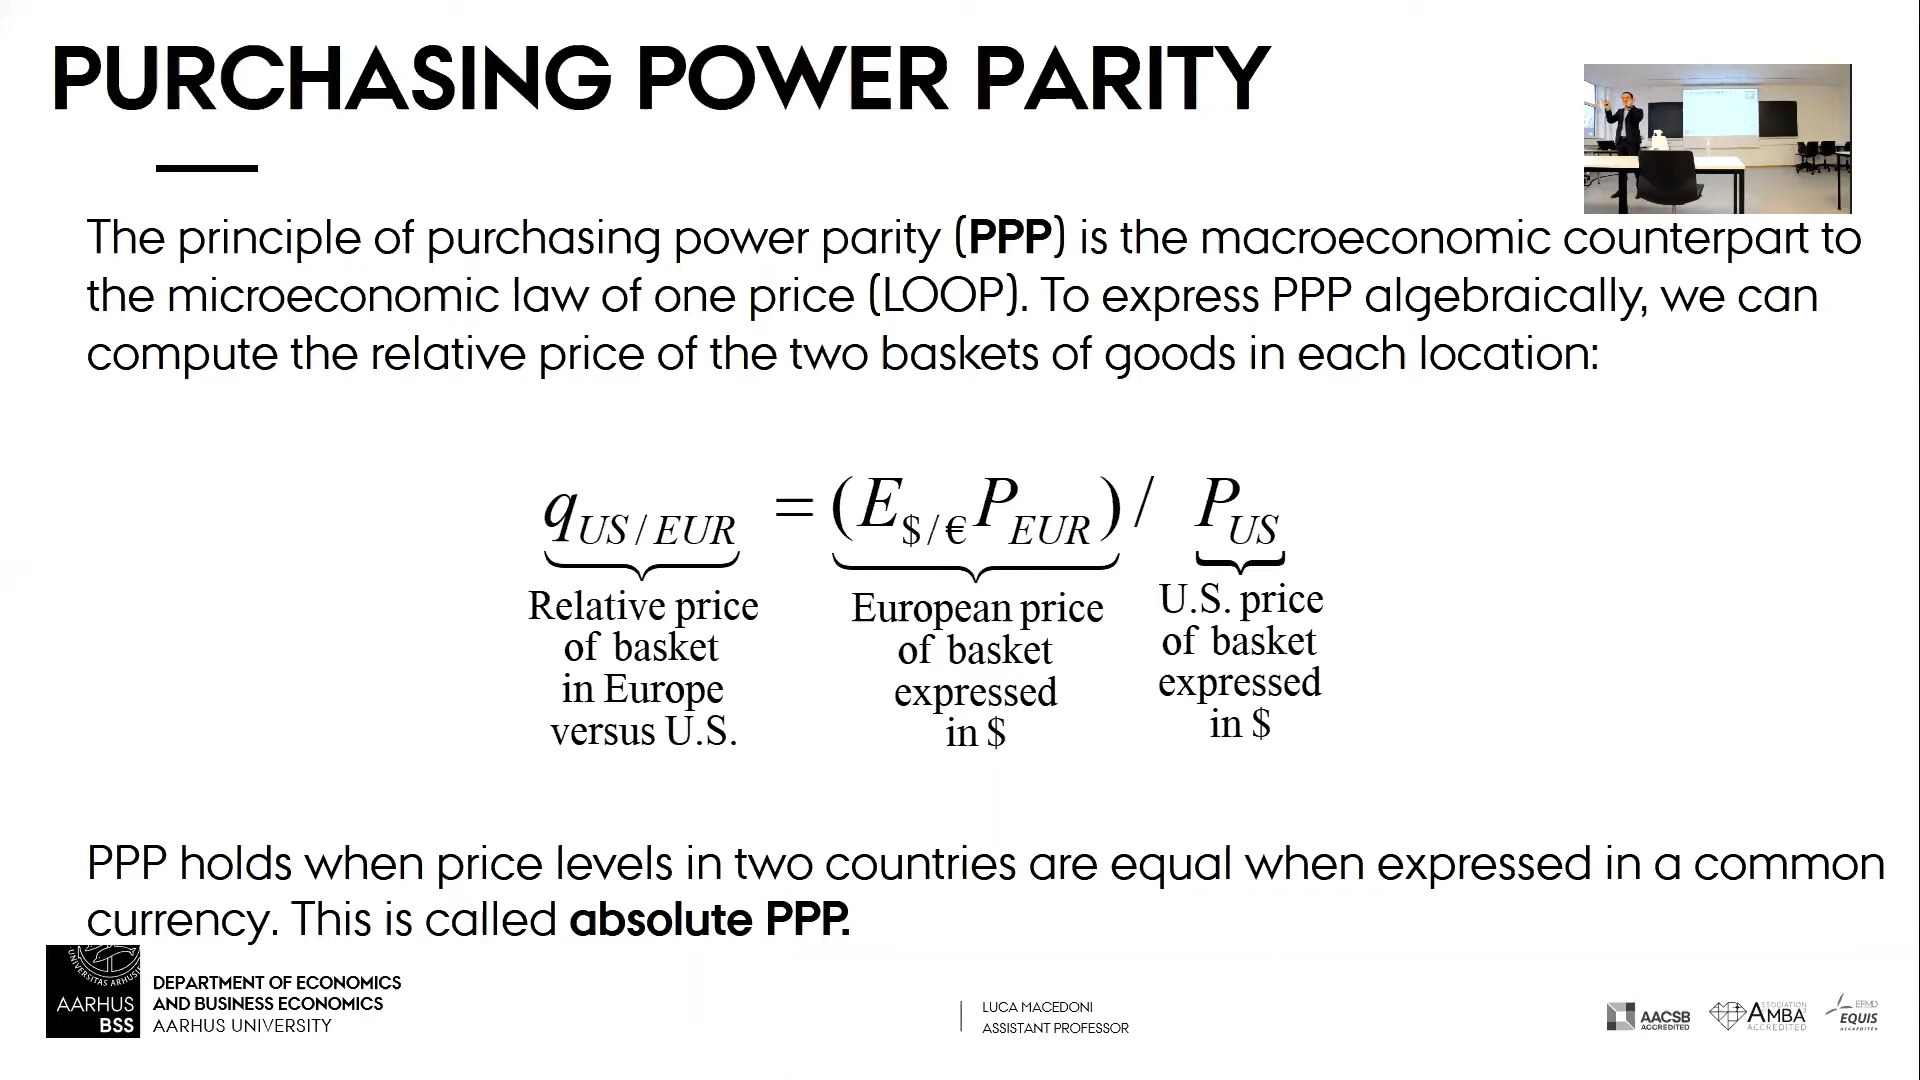 PURCHASING POWER PARITY
The principle of purchasing power parity (PPP) is the macroeconomic counterpart to
the microeconomic law of one price (LOOP). To express PPP algebraically, we can
compute the relative price of the two baskets of goods in each location:
q_{US/EUR} = (E_{$/€}P_{EUR}) / P_{US}
Relative price
of basket
in Europe
versus U.S.
European price
of basket
expressed
in $
U.S. price
of basket
expressed
in $
PPP holds when price levels in two countries are equal when expressed in a common
currency. This is called absolute PPP.
AARHUS
BSS
DEPARTMENT OF ECONOMICS
AND BUSINESS ECONOMICS
AARHUS UNIVERSITY
LUCA MACEDONI
ASSISTANT PROFESSOR
AACSB
ACCREDITED
ASSOCIATION
AMBA
ACCREDITED
EFMD
EQUIS
ACCREDITED